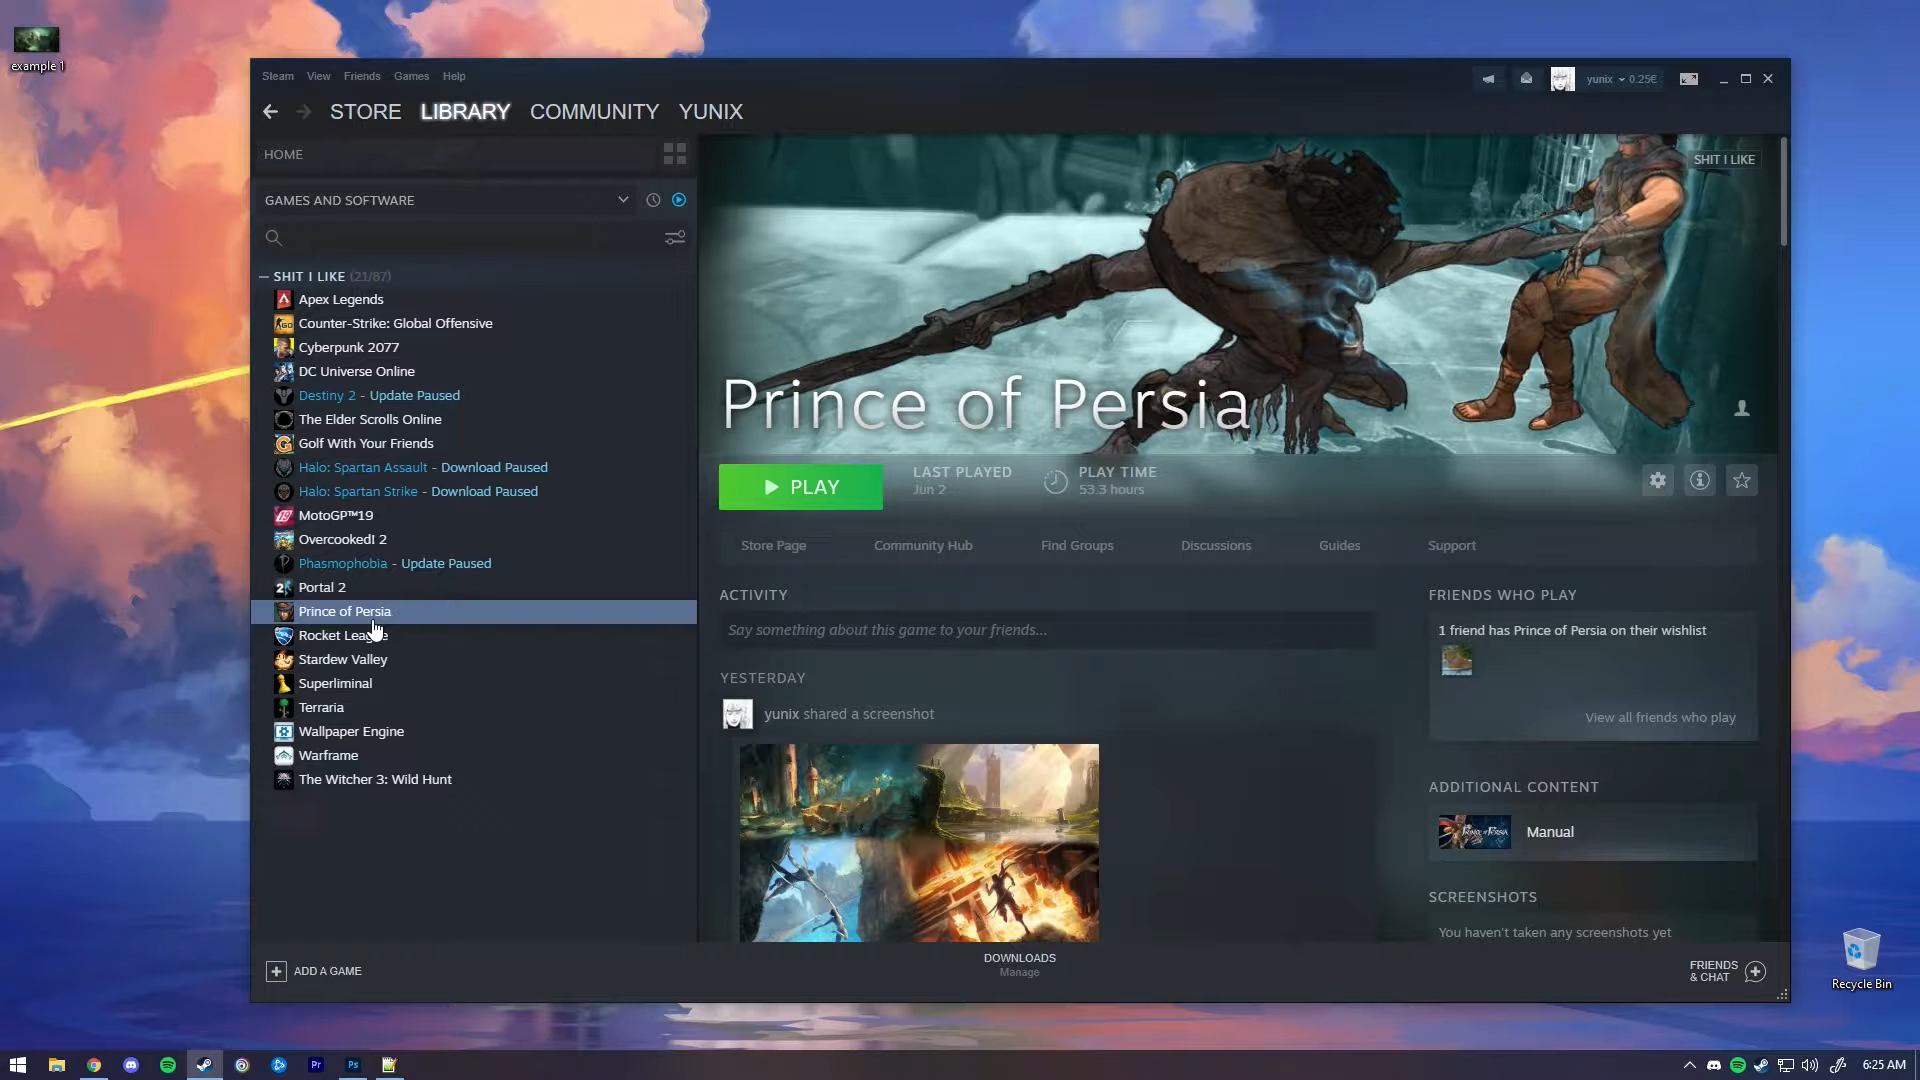 example 1
Steam View Friends Games Help
yunix 0.25€
STORE LIBRARY COMMUNITY YUNIX
HOME
GAMES AND SOFTWARE
SHIT I LIKE (21/87)
Apex Legends
Counter-Strike: Global Offensive
Cyberpunk 2077
DC Universe Online
Destiny 2 - Update Paused
The Elder Scrolls Online
Golf With Your Friends
Halo: Spartan Assault - Download Paused
Halo: Spartan Strike - Download Paused
MotoGP™19
Overcooked! 2
Phasmophobia - Update Paused
Portal 2
Prince of Persia
Rocket League
Stardew Valley
Superliminal
Terraria
Wallpaper Engine
Warframe
The Witcher 3: Wild Hunt
ADD A GAME
SHIT I LIKE
Prince of Persia
PLAY
LAST PLAYED
Jun 2
PLAY TIME
53.3 hours
Store Page Community Hub Find Groups Discussions Guides Support
ACTIVITY
Say something about this game to your friends...
YESTERDAY
yunix shared a screenshot
FRIENDS WHO PLAY
1 friend has Prince of Persia on their wishlist
View all friends who play
ADDITIONAL CONTENT
PRINCE OF PERSIA
Manual
SCREENSHOTS
You haven't taken any screenshots yet
DOWNLOADS
Manage
FRIENDS
& CHAT
Recycle Bin
Pr
Ps
6:25 AM